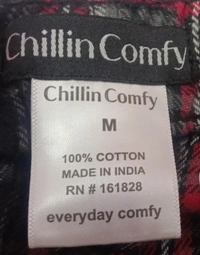 Chillin Comfy
Chillin Comfy
M
100% COTTON
MADE IN INDIA
RN # 161828
everyday comfy